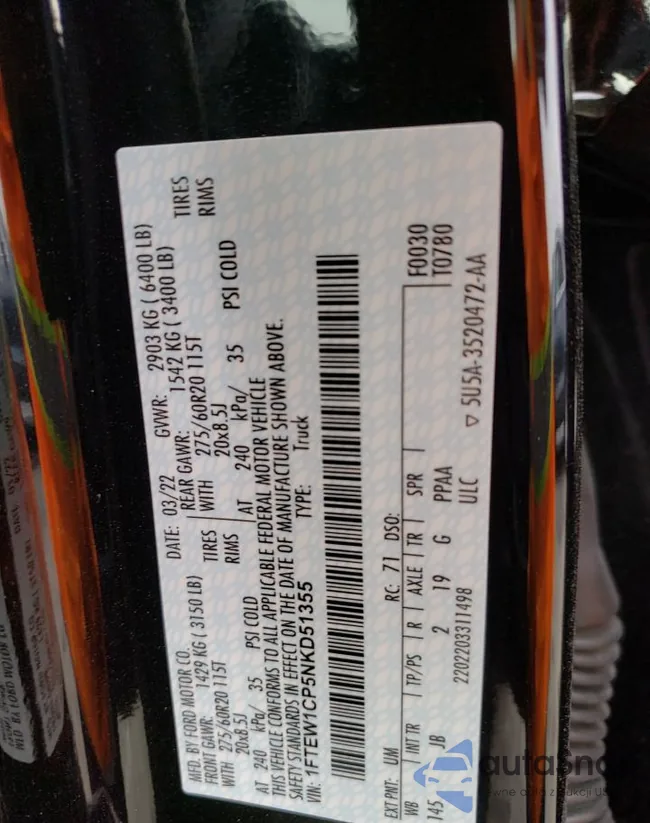 MFD. BY FORD MOTOR CO.
DATE: 03/22 GVWR: 2903 KG ( 6400 LB)
FRONT GAWR: 1429 KG ( 3150 LB) REAR GAWR: 1542 KG ( 3400 LB)
WITH 275/60R20 115T TIRES WITH 275/60R20 115T TIRES
20x8.5J RIMS 20x8.5J RIMS
AT 240 kPa/ 35 PSI COLD AT 240 kPa/ 35 PSI COLD
THIS VEHICLE CONFORMS TO ALL APPLICABLE FEDERAL MOTOR VEHICLE
SAFETY STANDARDS IN EFFECT ON THE DATE OF MANUFACTURE SHOWN ABOVE.
VIN: 1FTEW1CP5NKD51355 TYPE: Truck
F0030
T0780
EXT PNT: UM RC: 71 DSO:
WB INT TR TP/PS R AXLE TR SPR
145 JB 2 19 G PPAA
2202203311498 ULC ▽ 5U5A-3520472-AA